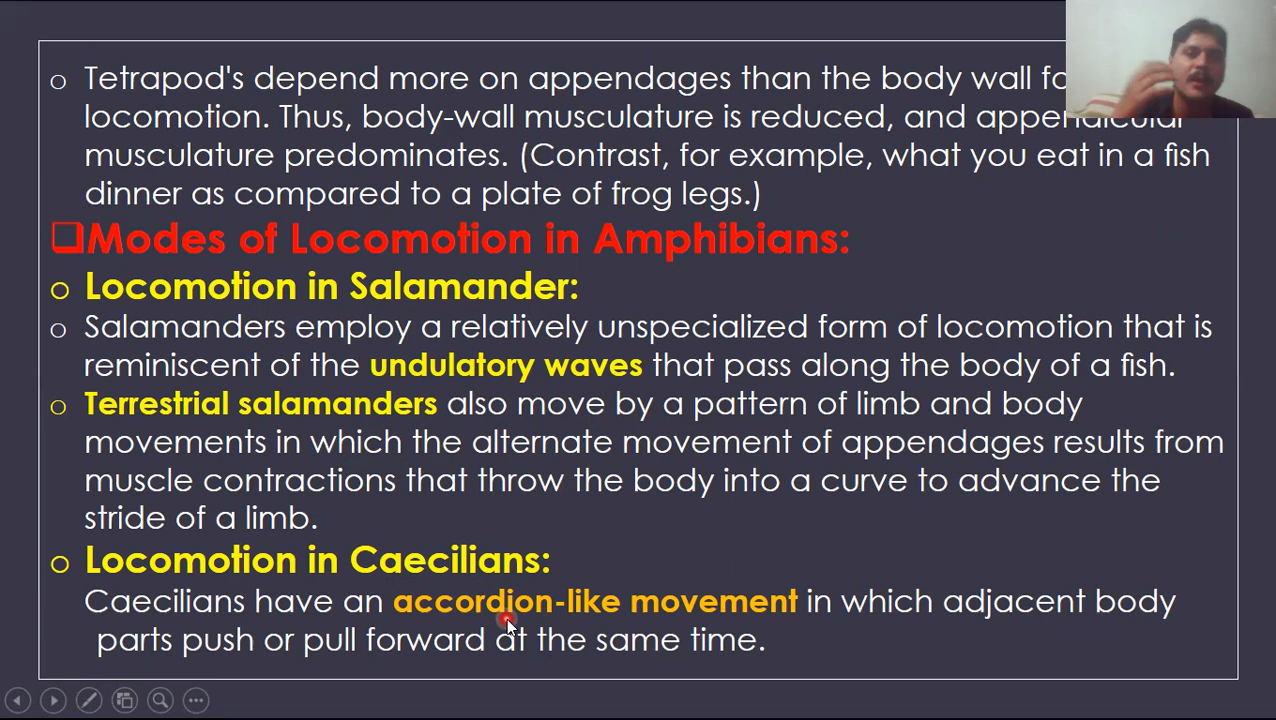 Tetrapod's depend more on appendages than the body wall fo
locomotion. Thus, body-wall musculature is reduced, and appendicular
musculature predominates. (Contrast, for example, what you eat in a fish
dinner as compared to a plate of frog legs.)
Modes of Locomotion in Amphibians:
Locomotion in Salamander:
Salamanders employ a relatively unspecialized form of locomotion that is
reminiscent of the undulatory waves that pass along the body of a fish.
Terrestrial salamanders also move by a pattern of limb and body
movements in which the alternate movement of appendages results from
muscle contractions that throw the body into a curve to advance the
stride of a limb.
Locomotion in Caecilians:
Caecilians have an accordion-like movement in which adjacent body
parts push or pull forward at the same time.